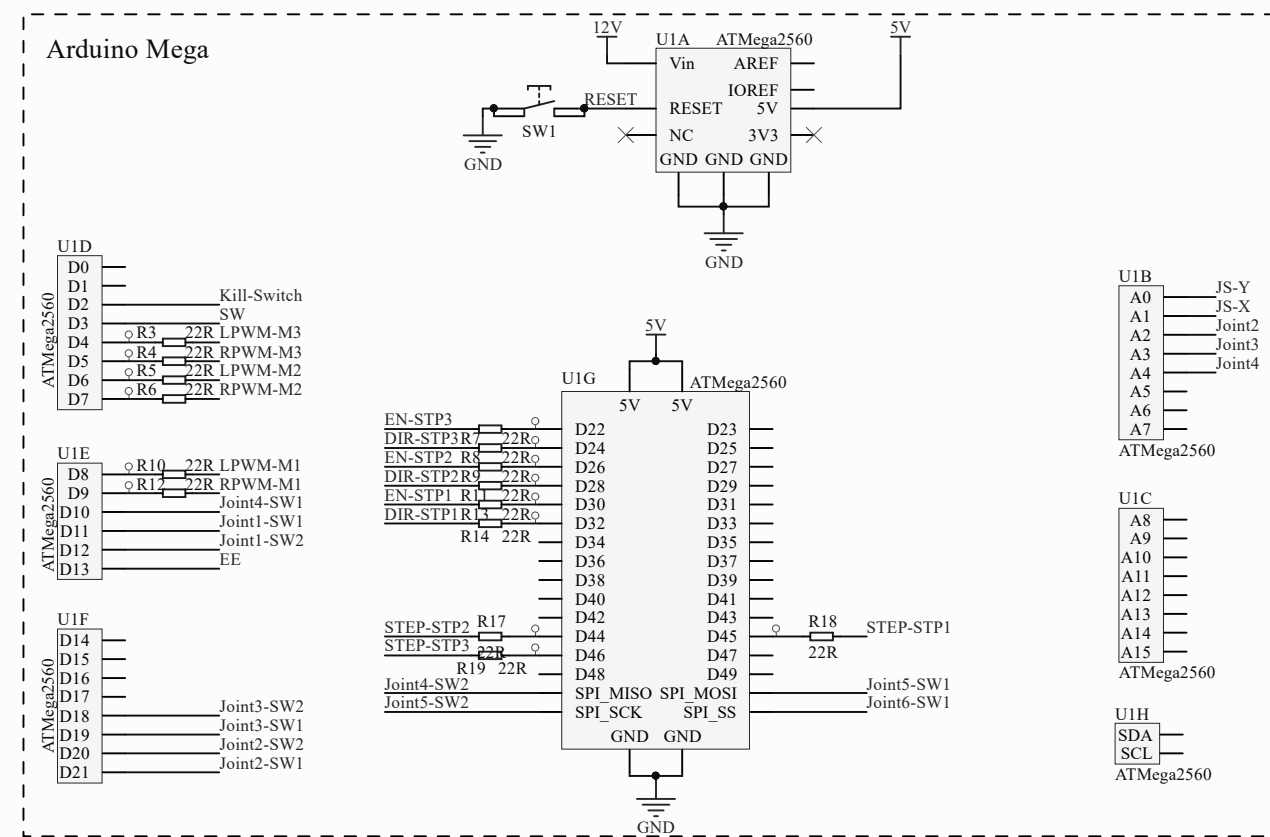 Arduino Mega
12V
U1A ATMega2560
5V
Vin AREF
IOREF
RESET
RESET 5V
SW1
NC 3V3
GND GND GND
GND
GND
U1D
ATMega2560
D0
D1
D2 Kill-Switch
D3 SW
D4 R3 22R LPWM-M3
D5 R4 22R RPWM-M3
D6 R5 22R LPWM-M2
D7 R6 22R RPWM-M2
U1E
ATMega2560
D8 R10 22R LPWM-M1
D9 R12 22R RPWM-M1
D10 Joint4-SW1
D11 Joint1-SW1
D12 Joint1-SW2
D13 EE
U1F
ATMega2560
D14
D15
D16
D17
D18 Joint3-SW2
D19 Joint3-SW1
D20 Joint2-SW2
D21 Joint2-SW1
5V
U1G ATMega2560
5V 5V
EN-STP3 D22 D23
DIR-STP3 R7 22R D24 D25
EN-STP2 R8 22R D26 D27
DIR-STP2 R9 22R D28 D29
EN-STP1 R11 22R D30 D31
DIR-STP1 R13 22R D32 D33
R14 22R D34 D35
D36 D37
D38 D39
D40 D41
D42 D43
STEP-STP2 R17 D44 D45 R18 STEP-STP1
STEP-STP3 22R D46 D47 22R
R19 22R D48 D49
Joint4-SW2 SPI_MISO SPI_MOSI Joint5-SW1
Joint5-SW2 SPI_SCK SPI_SS Joint6-SW1
GND GND
GND
U1B
A0 JS-Y
A1 JS-X
A2 Joint2
A3 Joint3
A4 Joint4
A5
A6
A7
ATMega2560
U1C
A8
A9
A10
A11
A12
A13
A14
A15
ATMega2560
U1H
SDA
SCL
ATMega2560